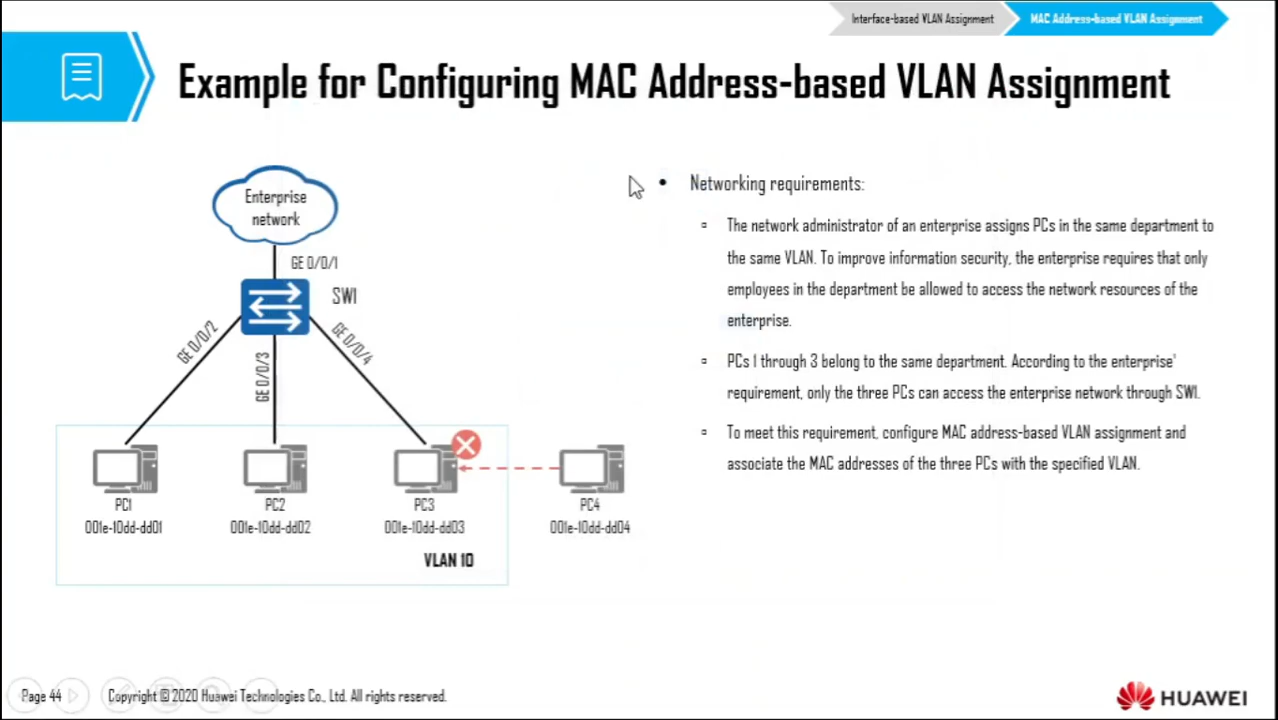 Interface-based VLAN Assignment
MAC Address-based VLAN Assignment
Example for Configuring MAC Address-based VLAN Assignment
Enterprise
network
GE 0/0/1
SW1
GE 0/0/2
GE 0/0/3
GE 0/0/4
PC1
001e-10dd-dd01
PC2
001e-10dd-dd02
PC3
001e-10dd-dd03
PC4
001e-10dd-dd04
VLAN 10
• Networking requirements:
▫ The network administrator of an enterprise assigns PCs in the same department to
the same VLAN. To improve information security, the enterprise requires that only
employees in the department be allowed to access the network resources of the
enterprise.
▫ PCs 1 through 3 belong to the same department. According to the enterprise'
requirement, only the three PCs can access the enterprise network through SW1.
▫ To meet this requirement, configure MAC address-based VLAN assignment and
associate the MAC addresses of the three PCs with the specified VLAN.
Page 44
Copyright © 2020 Huawei Technologies Co., Ltd. All rights reserved.
HUAWEI